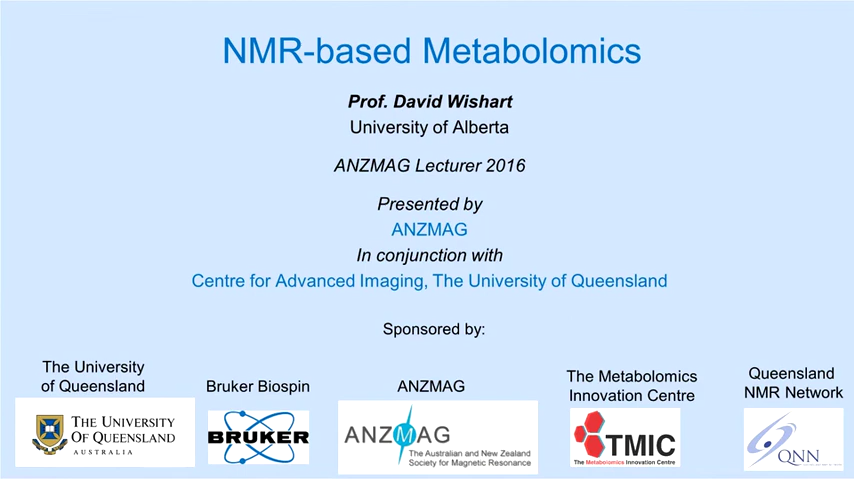 NMR-based Metabolomics
Prof. David Wishart
University of Alberta
ANZMAG Lecturer 2016
Presented by
ANZMAG
In conjunction with
Centre for Advanced Imaging, The University of Queensland
Sponsored by:
The University
of Queensland
Bruker Biospin
ANZMAG
The Metabolomics
Innovation Centre
Queensland
NMR Network
THE UNIVERSITY
OF QUEENSLAND
AUSTRALIA
BRUKER
ANZMAG
The Australian and New Zealand
Society for Magnetic Resonance
TMIC
The Metabolomics Innovation Centre
QNN